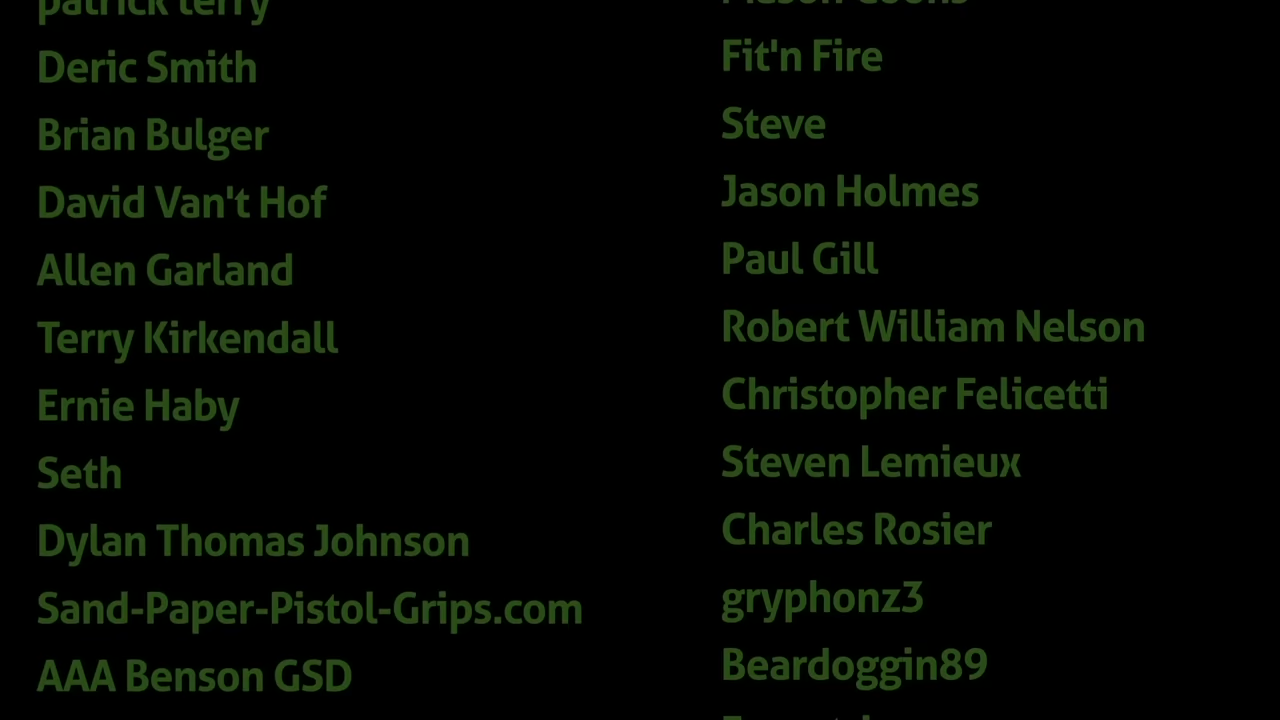 patrick terry
Deric Smith
Brian Bulger
David Van't Hof
Allen Garland
Terry Kirkendall
Ernie Haby
Seth
Dylan Thomas Johnson
Sand-Paper-Pistol-Grips.com
AAA Benson GSD
Fit'n Fire
Steve
Jason Holmes
Paul Gill
Robert William Nelson
Christopher Felicetti
Steven Lemieux
Charles Rosier
gryphonz3
Beardoggin89